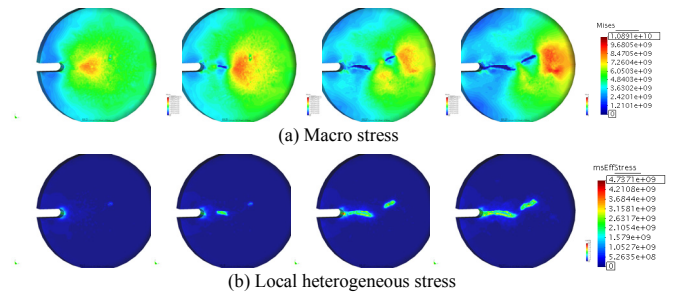 Mises
1.0891e+10
9.6805e+09
8.4705e+09
7.2604e+09
6.0503e+09
4.8403e+09
3.6302e+09
2.4201e+09
1.2101e+09
0
(a) Macro stress
msEffStress
4.7371e+09
4.2108e+09
3.6844e+09
3.1581e+09
2.6317e+09
2.1054e+09
1.579e+09
1.0527e+09
5.2635e+08
0
(b) Local heterogeneous stress